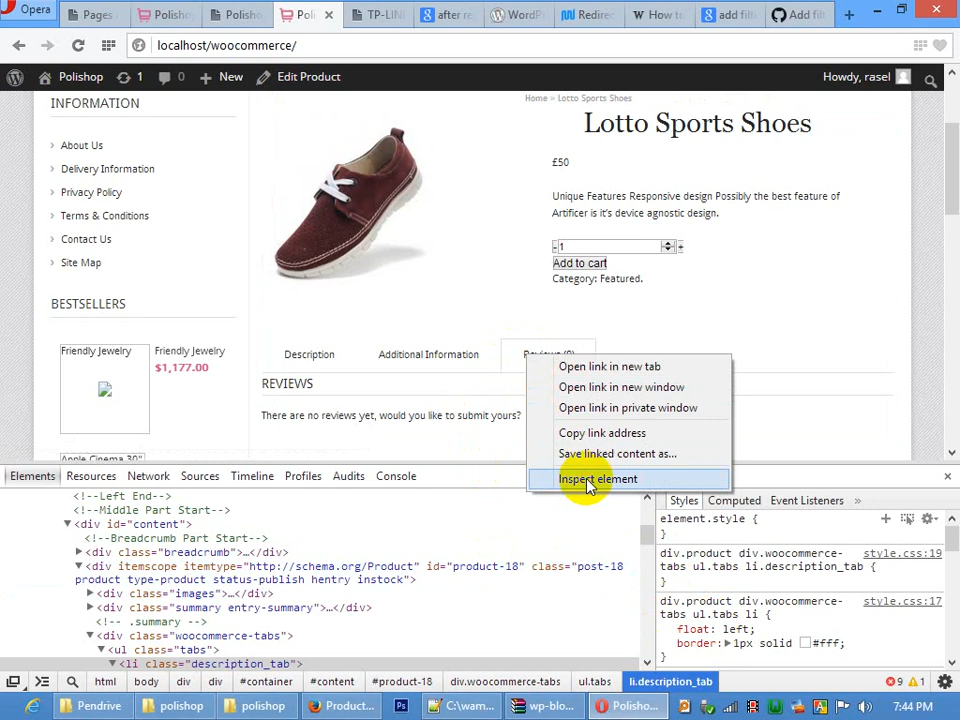 Opera
Pages
Polisho
Polisho
Poli
TP-LIN
after re
WordP
Redirec
How to
add filt
Add filt
localhost/woocommerce/
Polishop
1
0
New
Edit Product
Howdy, rasel
INFORMATION
About Us
Delivery Information
Privacy Policy
Terms & Conditions
Contact Us
Site Map
BESTSELLERS
Friendly Jewelry
Friendly Jewelry
$1,177.00
Acme Cinema 30"
Home » Lotto Sports Shoes
Lotto Sports Shoes
£50
Unique Features Responsive design Possibly the best feature of
Artificer is it's device agnostic design.
- 1 +
Add to cart
Category: Featured.
Description
Additional Information
Reviews (0)
REVIEWS
There are no reviews yet, would you like to submit yours?
Open link in new tab
Open link in new window
Open link in private window
Copy link address
Save linked content as...
Inspect element
Elements Resources Network Sources Timeline Profiles Audits Console
<!--Left End-->
<!--Middle Part Start-->
<div id="content">
<!--Breadcrumb Part Start-->
<div class="breadcrumb">…</div>
<div itemscope itemtype="http://schema.org/Product" id="product-18" class="post-18
product type-product status-publish hentry instock">
<div class="images">…</div>
<div class="summary entry-summary">…</div>
<!-- .summary -->
<div class="woocommerce-tabs">
<ul class="tabs">
<li class="description_tab">
Styles Computed Event Listeners »
element.style {
}
div.product div.woocommerce-tabs ul.tabs li.description_tab { style.css:19
}
div.product div.woocommerce-tabs ul.tabs li { style.css:17
float: left;
border: 1px solid #fff;
}
html body div div #container #content #product-18 div.woocommerce-tabs ul.tabs li.description_tab
9 1
Pendrive
polishop
polishop
Product...
C:\wam...
wp-blo...
Polisho...
7:44 PM